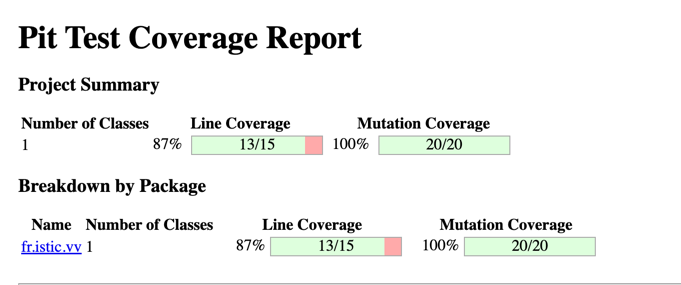 Pit Test Coverage Report
Project Summary
Number of Classes Line Coverage Mutation Coverage
1 87% 13/15 100% 20/20
Breakdown by Package
Name Number of Classes Line Coverage Mutation Coverage
fr.istic.vv 1 87% 13/15 100% 20/20